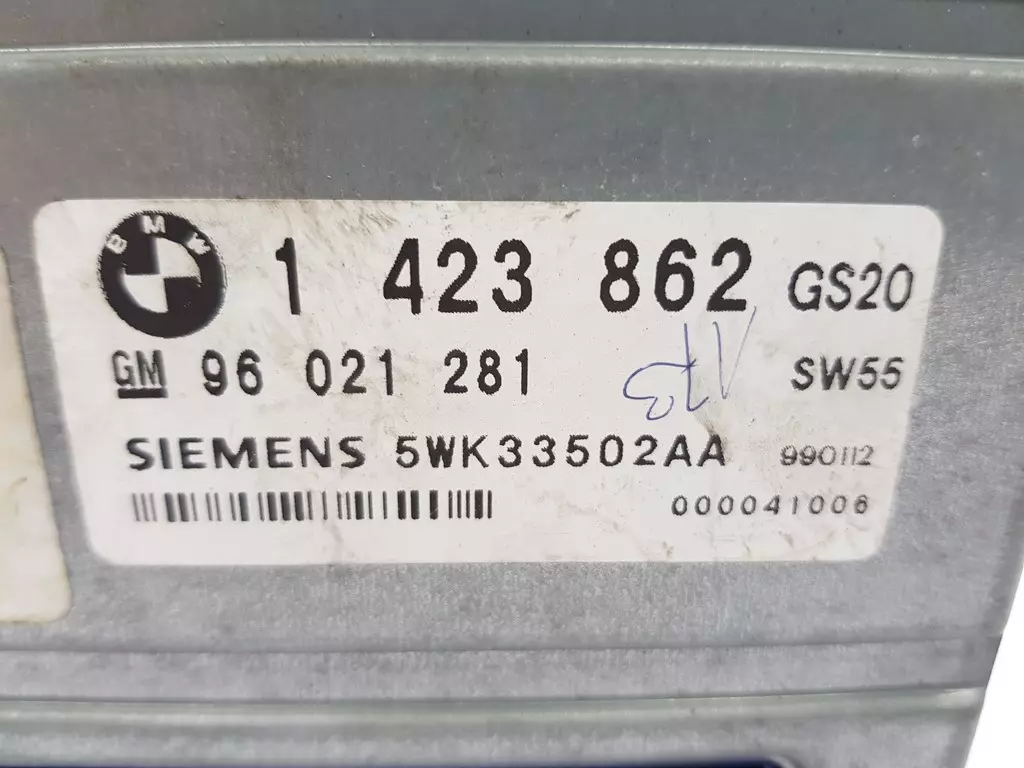 BMW 1 423 862 GS20
GM 96 021 281 SW55
SIEMENS 5WK33502AA 990112
000041006